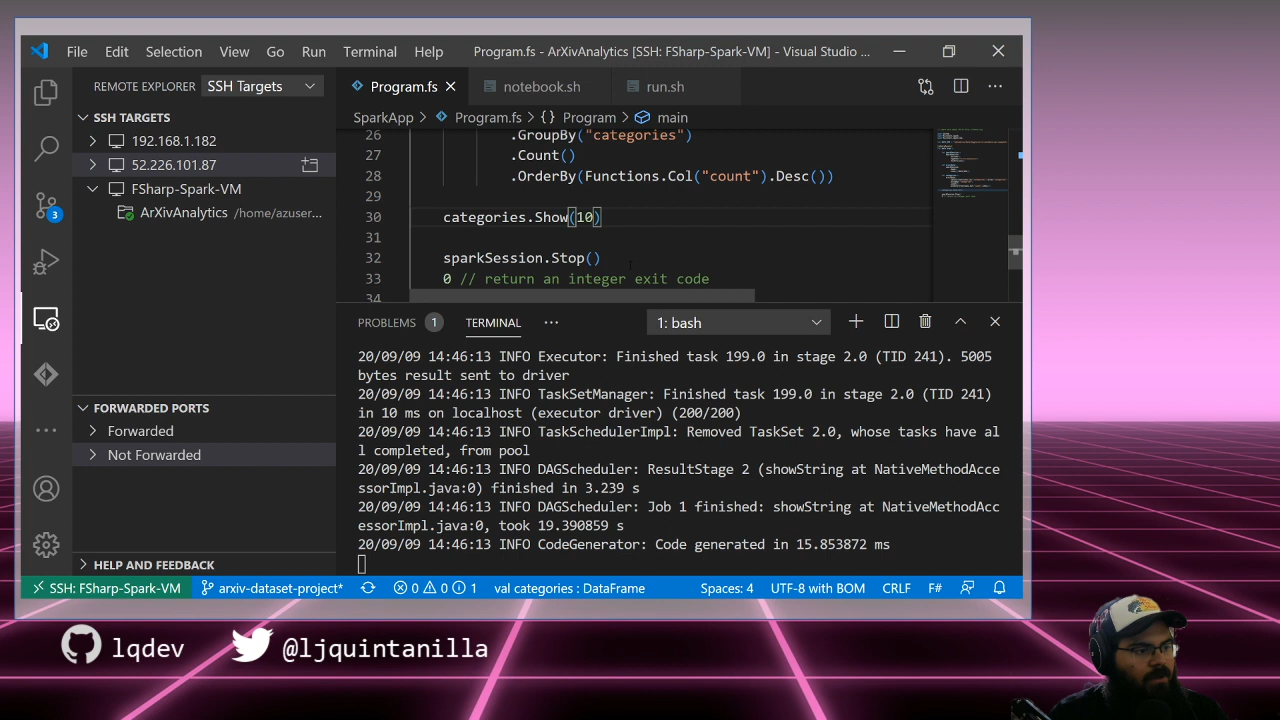 File Edit Selection View Go Run Terminal Help Program.fs - ArXivAnalytics [SSH: FSharp-Spark-VM] - Visual Studio ...
REMOTE EXPLORER SSH Targets
SSH TARGETS
192.168.1.182
52.226.101.87
FSharp-Spark-VM
ArXivAnalytics /home/azuser...
3
FORWARDED PORTS
Forwarded
Not Forwarded
HELP AND FEEDBACK
Program.fs notebook.sh run.sh
SparkApp > Program.fs > {} Program > main
26 .GroupBy("categories")
27 .Count()
28 .OrderBy(Functions.Col("count").Desc())
29
30 categories.Show(10)
31
32 sparkSession.Stop()
33 0 // return an integer exit code
34
PROBLEMS 1 TERMINAL ... 1: bash
20/09/09 14:46:13 INFO Executor: Finished task 199.0 in stage 2.0 (TID 241). 5005
bytes result sent to driver
20/09/09 14:46:13 INFO TaskSetManager: Finished task 199.0 in stage 2.0 (TID 241)
in 10 ms on localhost (executor driver) (200/200)
20/09/09 14:46:13 INFO TaskSchedulerImpl: Removed TaskSet 2.0, whose tasks have al
l completed, from pool
20/09/09 14:46:13 INFO DAGScheduler: ResultStage 2 (showString at NativeMethodAcce
ssorImpl.java:0) finished in 3.239 s
20/09/09 14:46:13 INFO DAGScheduler: Job 1 finished: showString at NativeMethodAcc
essorImpl.java:0, took 19.390859 s
20/09/09 14:46:13 INFO CodeGenerator: Code generated in 15.853872 ms
SSH: FSharp-Spark-VM arxiv-dataset-project* 0 0 1 val categories : DataFrame Spaces: 4 UTF-8 with BOM CRLF F#
lqdev @ljquintanilla